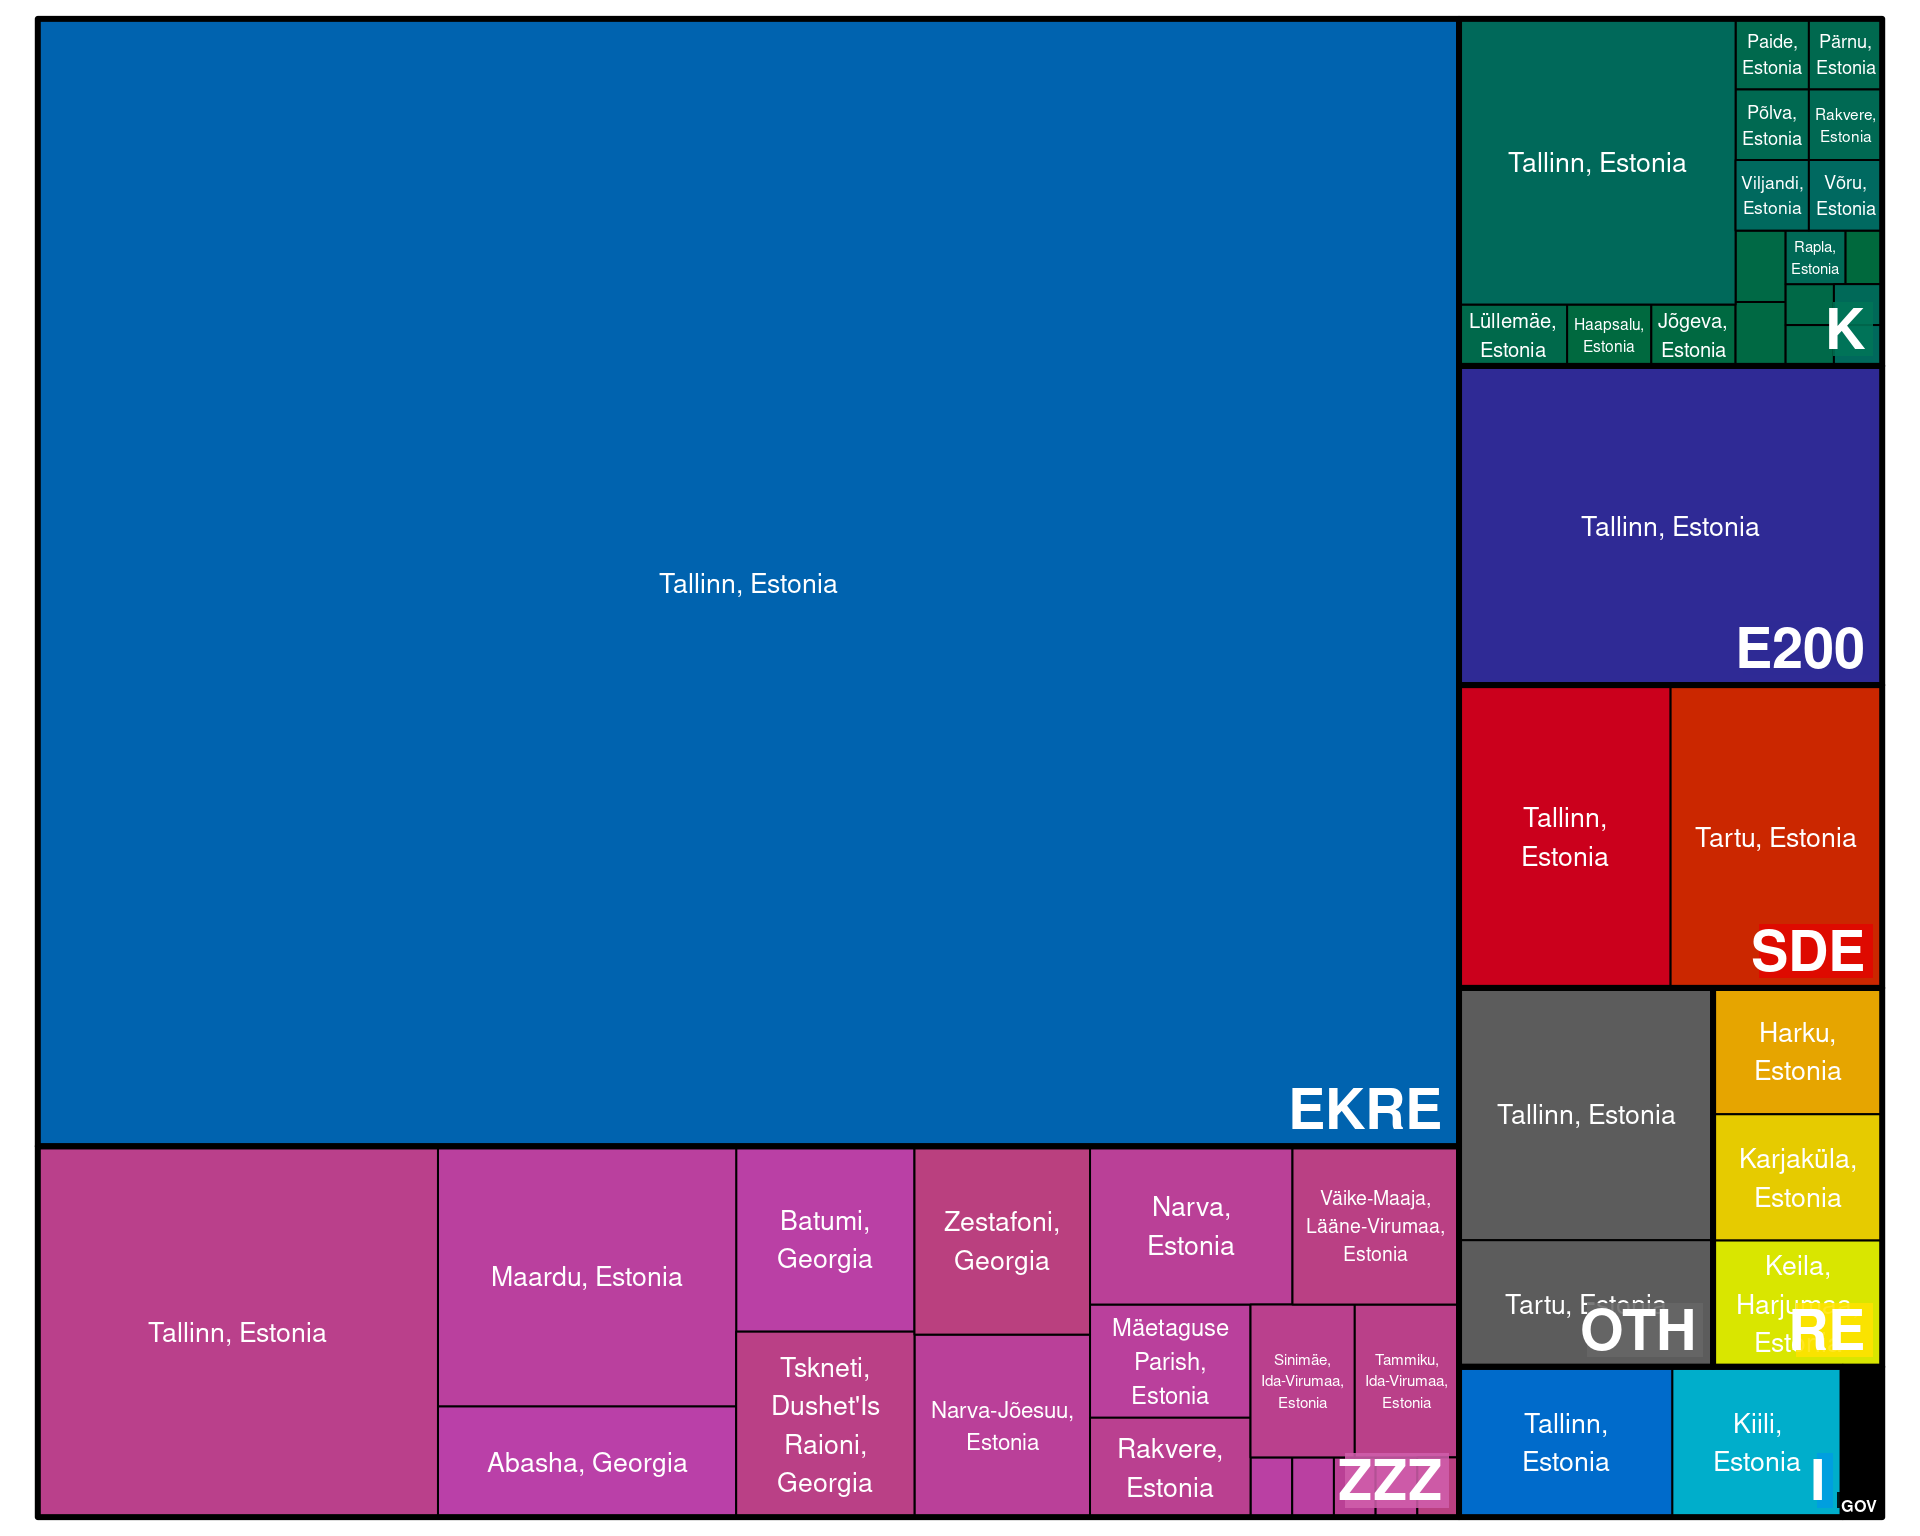 Tallinn, Estonia
EKRE
Tallinn, Estonia
Maardu, Estonia
Abasha, Georgia
Batumi,
Georgia
Tskneti,
Dushet'Is
Raioni,
Georgia
Zestafoni,
Georgia
Narva-Jõesuu,
Estonia
Narva,
Estonia
Väike-Maaja,
Lääne-Virumaa,
Estonia
Mäetaguse
Parish,
Estonia
Rakvere,
Estonia
Sinimäe,
Ida-Virumaa,
Estonia
Tammiku,
Ida-Virumaa,
Estonia
ZZZ
Tallinn, Estonia
Lüllemäe,
Estonia
Haapsalu,
Estonia
Jõgeva,
Estonia
Paide,
Estonia
Pärnu,
Estonia
Põlva,
Estonia
Rakvere,
Estonia
Viljandi,
Estonia
Võru,
Estonia
Rapla,
Estonia
K
Tallinn, Estonia
E200
Tallinn,
Estonia
Tartu, Estonia
SDE
Tallinn, Estonia
Tartu, Estonia
OTH
Harku,
Estonia
Karjaküla,
Estonia
Keila,
Harjumaa,
Estonia
RE
Tallinn,
Estonia
Kiili,
Estonia
I
GOV